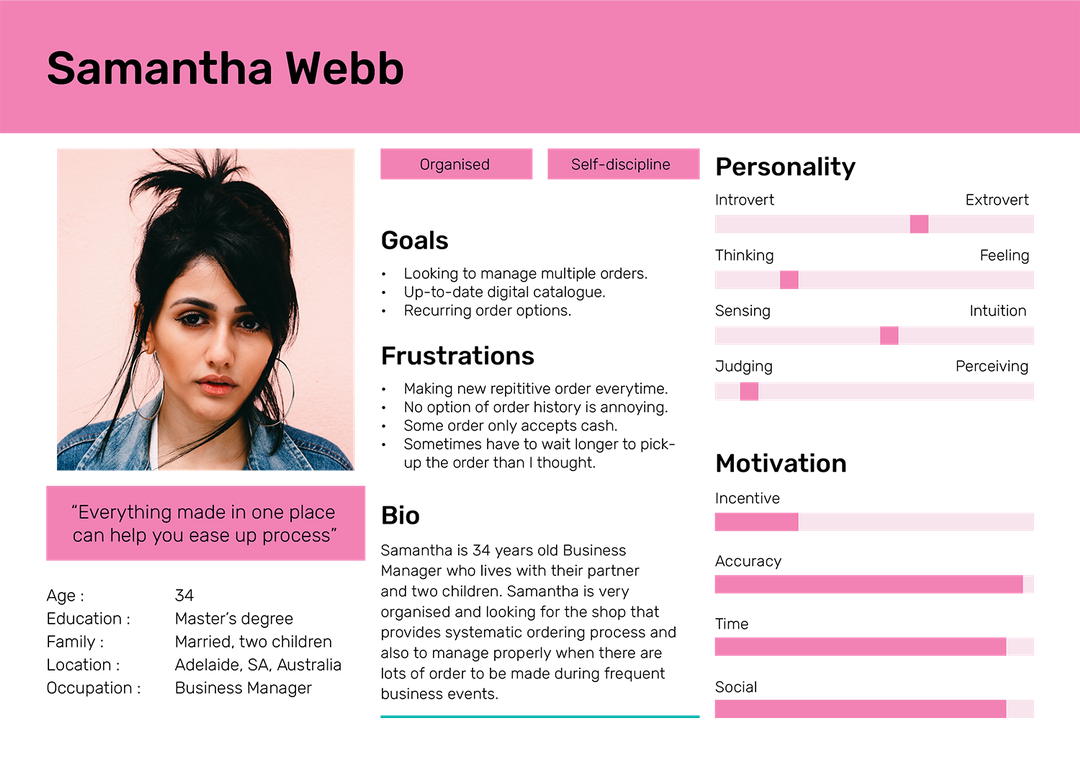 Samantha Webb
Organised
Self-discipline
Goals
• Looking to manage multiple orders.
• Up-to-date digital catalogue.
• Recurring order options.
Frustrations
• Making new repititive order everytime.
• No option of order history is annoying.
• Some order only accepts cash.
• Sometimes have to wait longer to pick-
up the order than I thought.
Bio
Samantha is 34 years old Business
Manager who lives with their partner
and two children. Samantha is very
organised and looking for the shop that
provides systematic ordering process and
also to manage properly when there are
lots of order to be made during frequent
business events.
“Everything made in one place
can help you ease up process”
Age : 34
Education : Master’s degree
Family : Married, two children
Location : Adelaide, SA, Australia
Occupation : Business Manager
Personality
Introvert Extrovert
Thinking Feeling
Sensing Intuition
Judging Perceiving
Motivation
Incentive
Accuracy
Time
Social